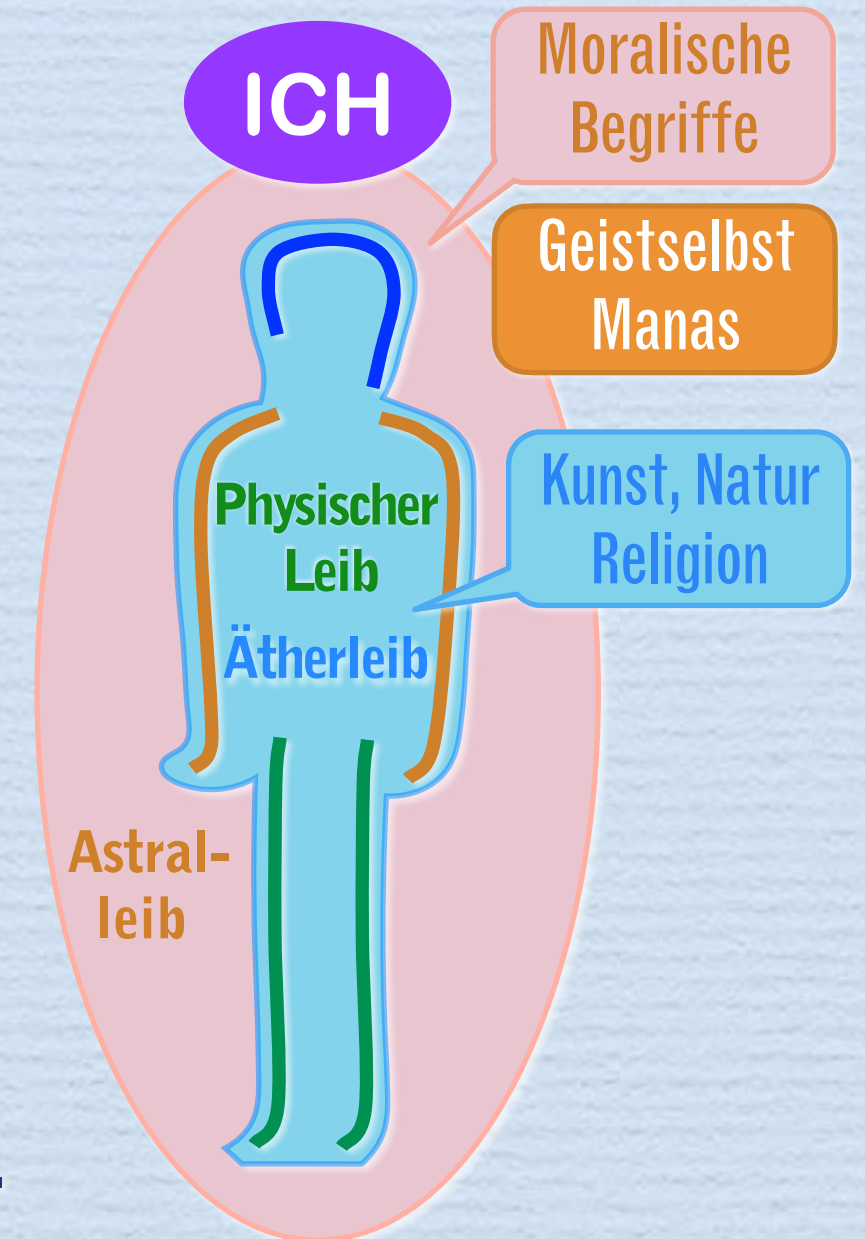 ICH
Moralische
Begriffe
Geistselbst
Manas
Kunst, Natur
Religion
Physischer
Leib
Ätherleib
Astral-
leib